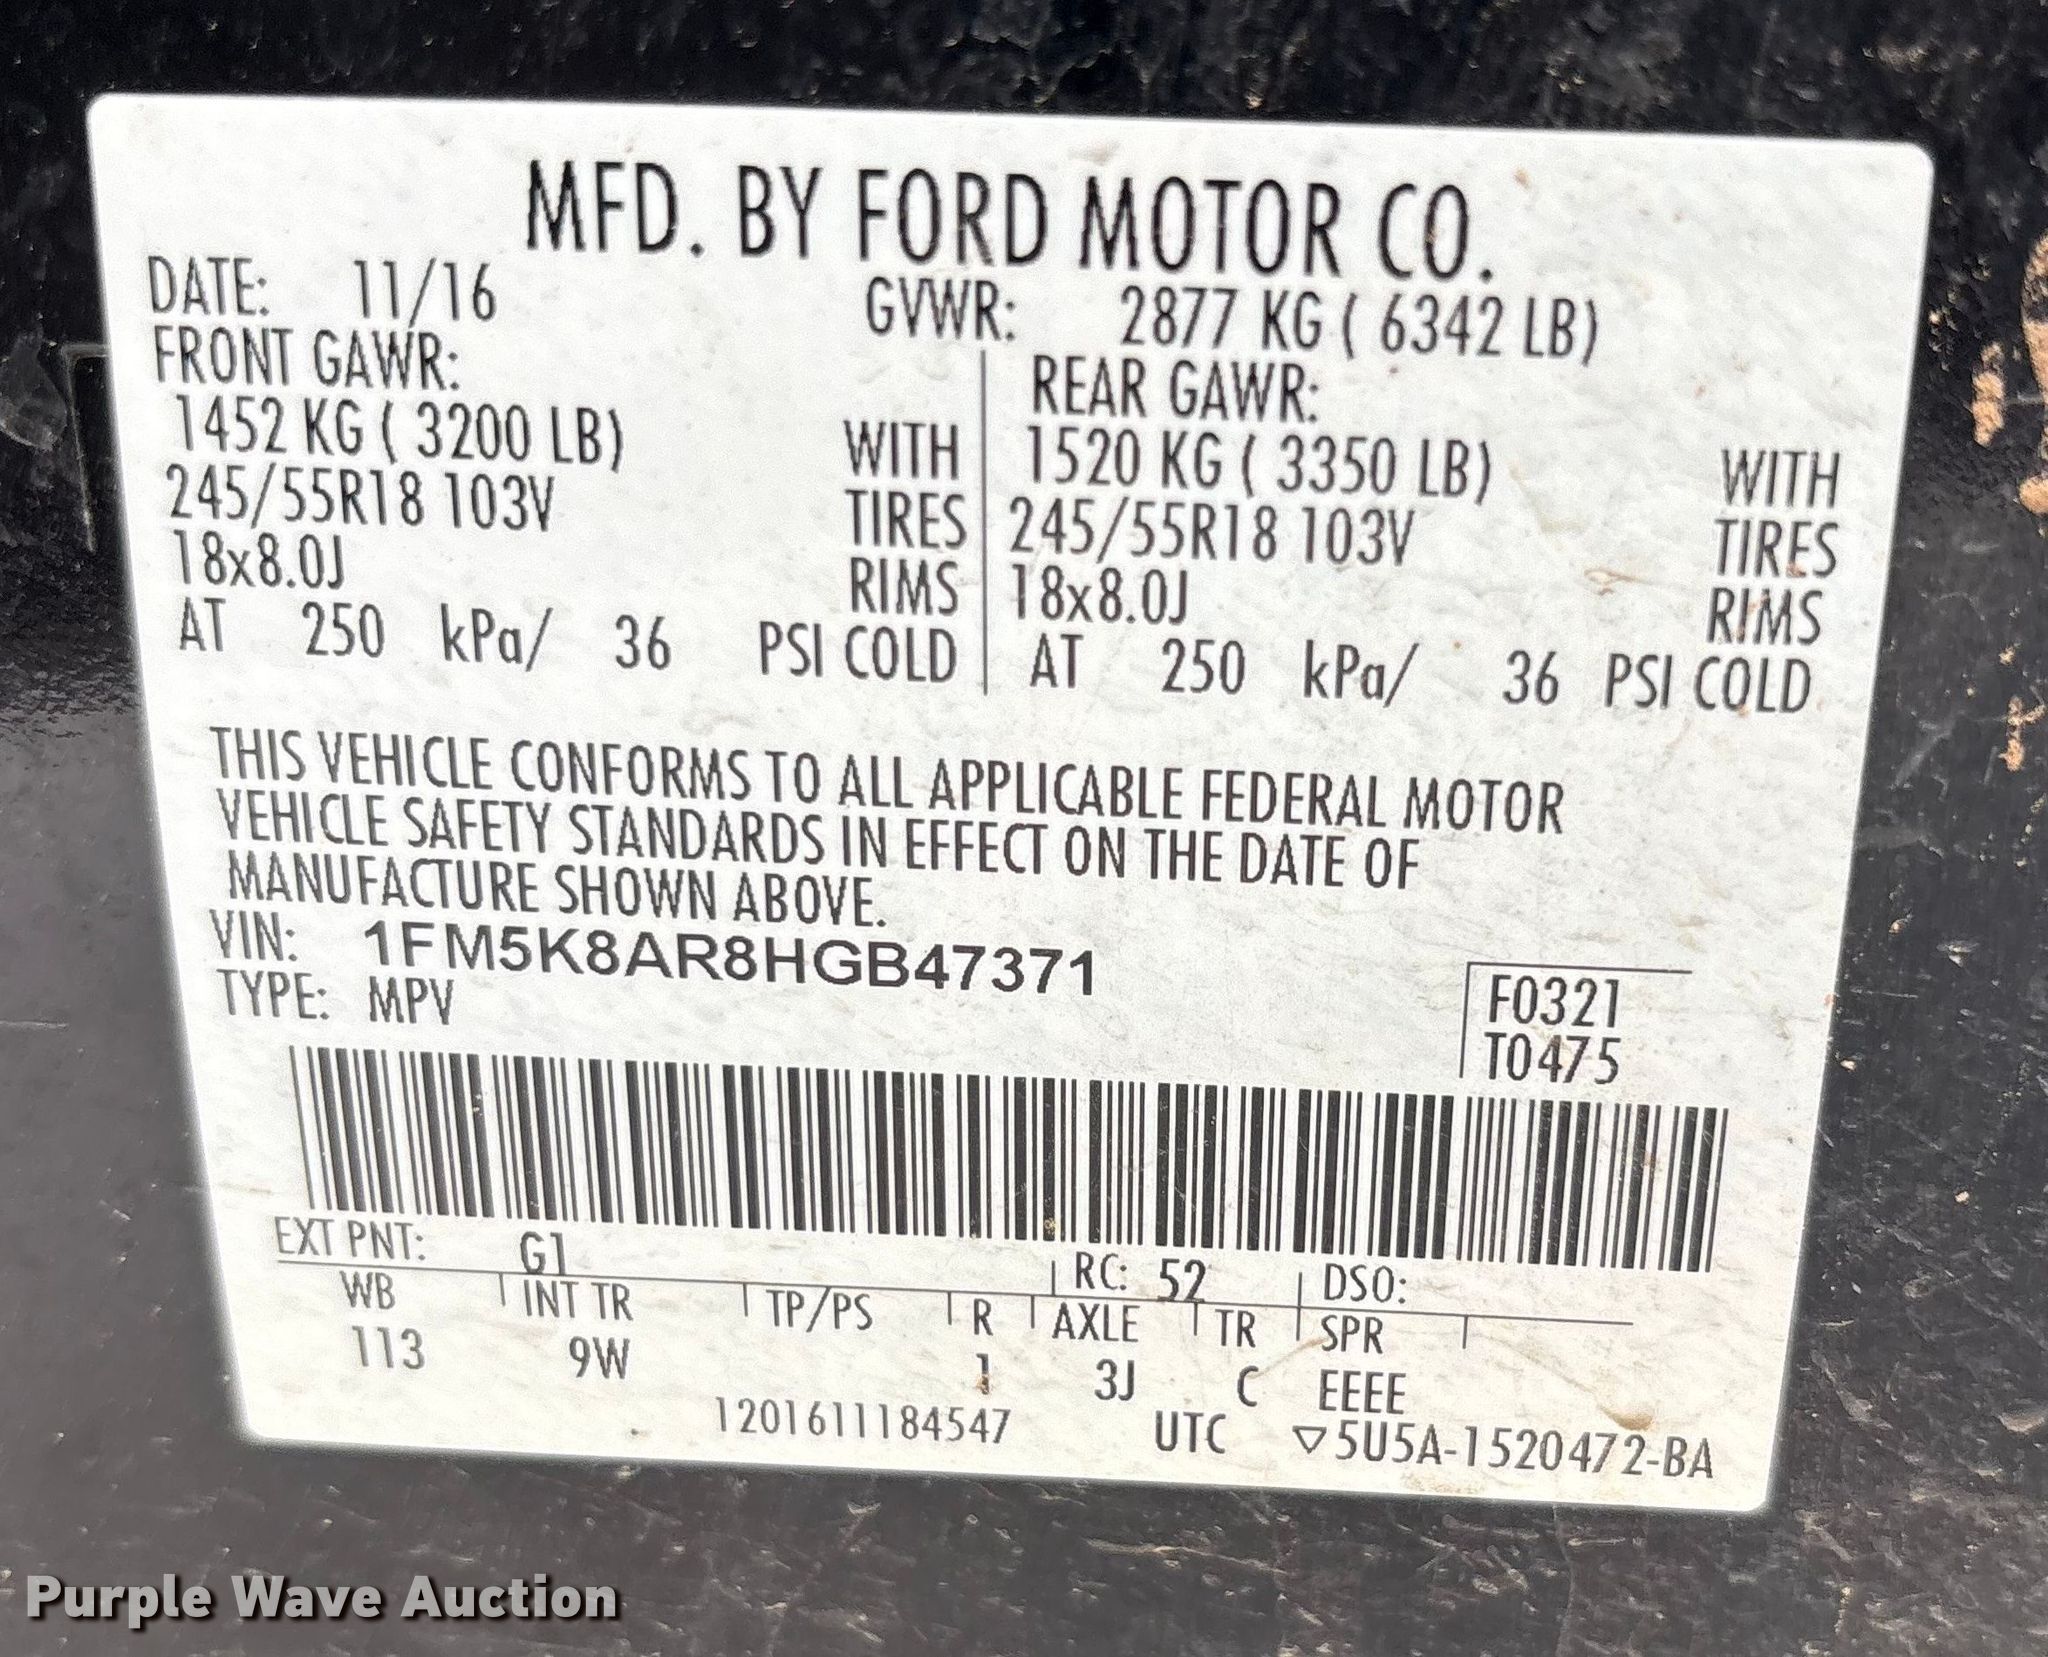 MFD. BY FORD MOTOR CO.
DATE: 11/16 GVWR: 2877 KG ( 6342 LB)
FRONT GAWR: REAR GAWR:
1452 KG ( 3200 LB) WITH 1520 KG ( 3350 LB) WITH
245/55R18 103V TIRES 245/55R18 103V TIRES
18x8.0J RIMS 18x8.0J RIMS
AT 250 kPa/ 36 PSI COLD AT 250 kPa/ 36 PSI COLD
THIS VEHICLE CONFORMS TO ALL APPLICABLE FEDERAL MOTOR
VEHICLE SAFETY STANDARDS IN EFFECT ON THE DATE OF
MANUFACTURE SHOWN ABOVE.
VIN: 1FM5K8AR8HGB47371
TYPE: MPV
F0321
T0475
EXT PNT: G1 RC: 52 DSO:
WB INT TR TP/PS R AXLE TR SPR
113 9W 1 3J C EEEE
1201611184547 UTC ▽5U5A-1520472-BA
Purple Wave Auction